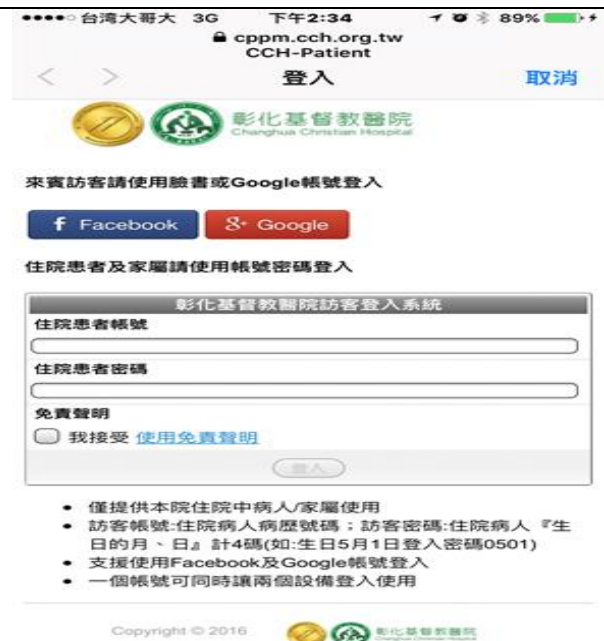 台湾大哥大 3G 下午2:34 89%
cppm.cch.org.tw
CCH-Patient
登入 取消
彰化基督教醫院
Changhua Christian Hospital
來賓訪客請使用臉書或Google帳號登入
f Facebook 8+ Google
住院患者及家屬請使用帳號密碼登入
彰化基督教醫院訪客登入系統
住院患者帳號
住院患者密碼
免責聲明
我接受 使用免責聲明
登入
僅提供本院住院中病人/家屬使用
訪客帳號:住院病人病歷號碼；訪客密碼:住院病人『生
日的月、日』計4碼(如:生日5月1日登入密碼0501)
支援使用Facebook及Google帳號登入
一個帳號可同時讓兩個設備登入使用
Copyright © 2016 彰化基督教醫院